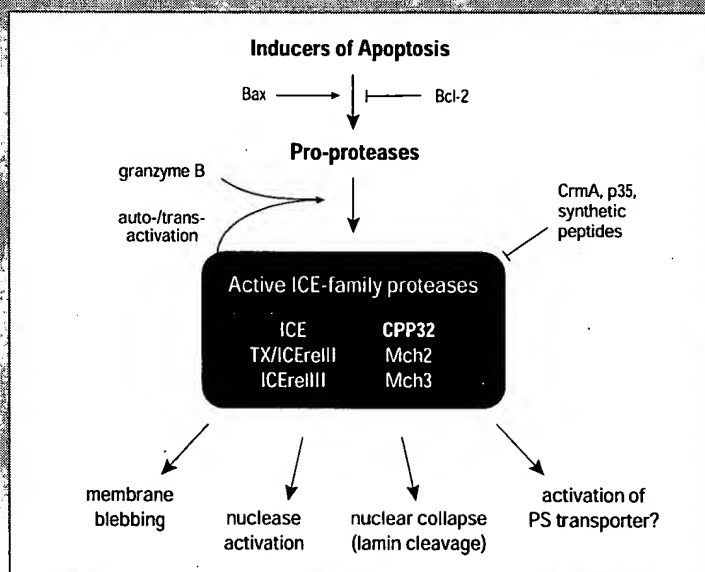 Inducers of Apoptosis
Bax
Bcl-2
Pro-proteases
granzyme B
auto-/trans-
activation
CrmA, p35,
synthetic
peptides
Active ICE-family proteases
ICE CPP32
TX/ICErelII Mch2
ICErelIII Mch3
membrane
blebbing
nuclease
activation
nuclear collapse
(lamin cleavage)
activation of
PS transporter?